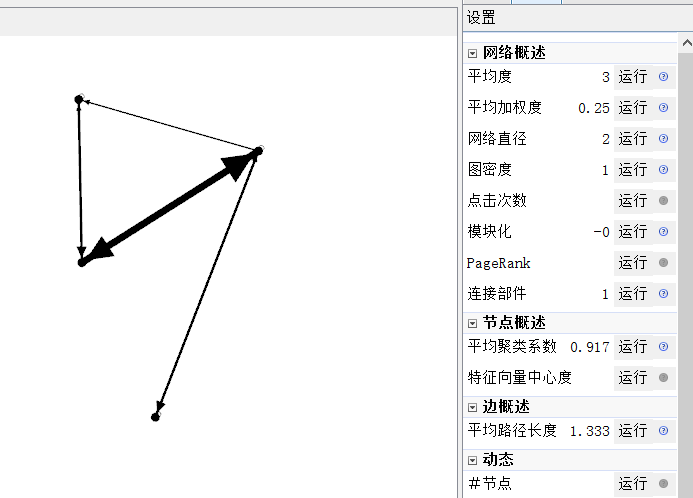 设置
网络概述
平均度 3 运行
平均加权度 0.25 运行
网络直径 2 运行
图密度 1 运行
点击次数 运行
模块化 -0 运行
PageRank 运行
连接部件 1 运行
节点概述
平均聚类系数 0.917 运行
特征向量中心度 运行
边概述
平均路径长度 1.333 运行
动态
#节点 运行